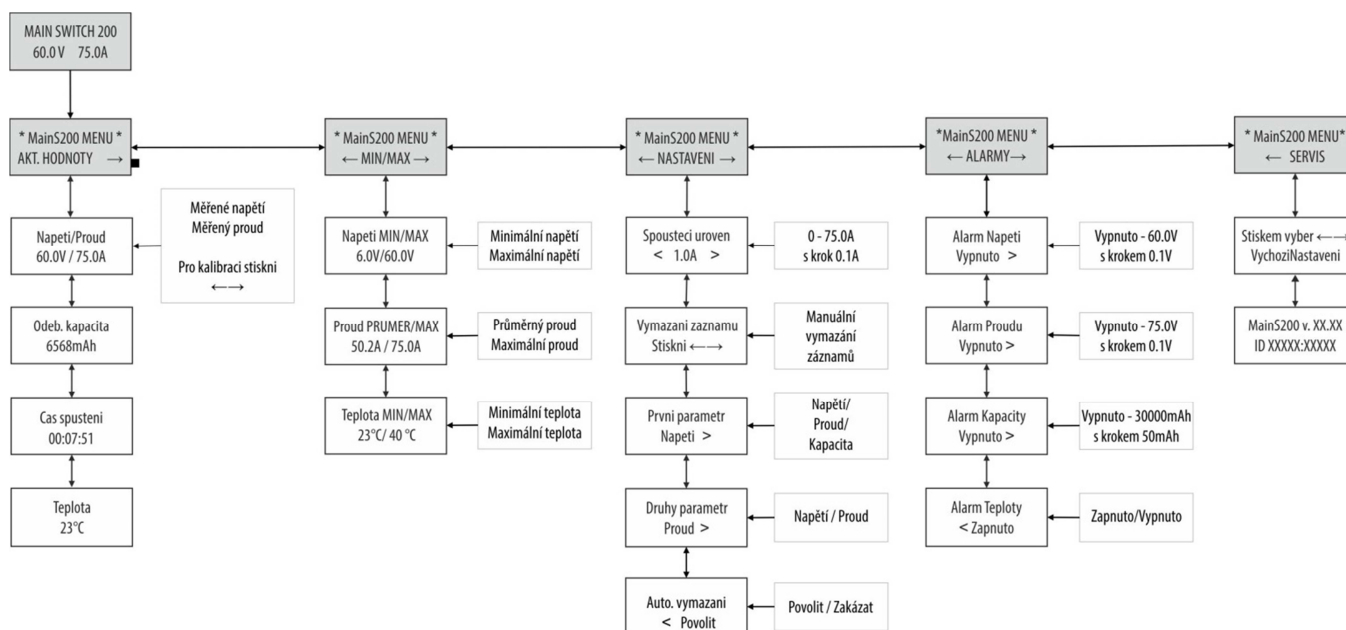 MAIN SWITCH 200
60.0 V 75.0A
* MainS200 MENU *
AKT. HODNOTY →
Napeti/Proud
60.0V / 75.0A
Měřené napětí
Měřený proud
Pro kalibraci stiskni
←→
Odeb. kapacita
6568mAh
Cas spusteni
00:07:51
Teplota
23°C
* MainS200 MENU *
← MIN/MAX →
Napeti MIN/MAX
6.0V/60.0V
Minimální napětí
Maximální napětí
Proud PRUMER/MAX
50.2A / 75.0A
Průměrný proud
Maximální proud
Teplota MIN/MAX
23°C/ 40 °C
Minimální teplota
Maximální teplota
* MainS200 MENU *
← NASTAVENI →
Spousteci uroven
< 1.0A >
0 - 75.0A
s krok 0.1A
Vymazani zaznamu
Stiskni ←→
Manuální
vymazání
záznamů
Prvni parametr
Napeti >
Napětí/
Proud/
Kapacita
Druhy parametr
Proud >
Napětí / Proud
Auto. vymazani
< Povolit
Povolit / Zakázat
*MainS200 MENU *
← ALARMY→
Alarm Napeti
Vypnuto >
Vypnuto - 60.0V
s krokem 0.1V
Alarm Proudu
Vypnuto >
Vypnuto - 75.0V
s krokem 0.1V
Alarm Kapacity
Vypnuto >
Vypnuto - 30000mAh
s krokem 50mAh
Alarm Teploty
< Zapnuto
Zapnuto/Vypnuto
* MainS200 MENU*
← SERVIS
Stiskem vyber ←→
VychoziNastaveni
MainS200 v. XX.XX
ID XXXXX:XXXXX